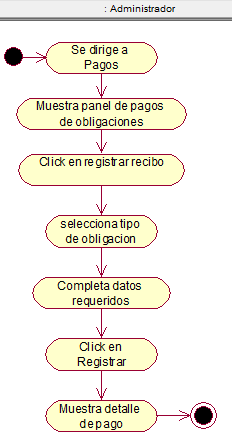 : Administrador
Se dirige a
Pagos
Muestra panel de pagos
de obligaciones
Click en registrar recibo
selecciona tipo
de obligacion
Completa datos
requeridos
Click en
Registrar
Muestra detalle
de pago